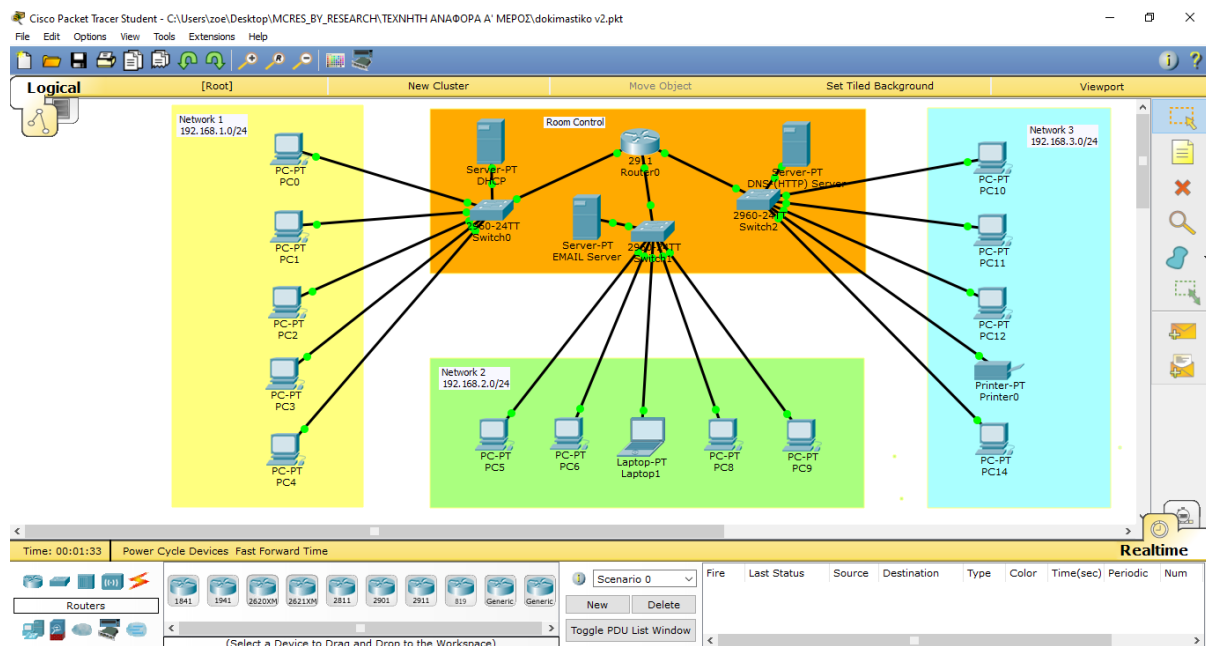 Cisco Packet Tracer Student - C:\Users\zoe\Desktop\MCRES_BY_RESEARCH\ΤΕΧΝΗΤΗ ΑΝΑΦΟΡΑ Α' ΜΕΡΟΣ\dokimastiko v2.pkt
File Edit Options View Tools Extensions Help
Logical [Root] New Cluster Move Object Set Tiled Background Viewport
Network 1
192.168.1.0/24
PC-PT
PC0
PC-PT
PC1
PC-PT
PC2
PC-PT
PC3
PC-PT
PC4
Room Control
Server-PT
DHCP
2960-24TT
Switch0
2911
Router0
Server-PT
EMAIL Server
2960-24TT
Switch1
Server-PT
DNS (HTTP) Server
2960-24TT
Switch2
Network 2
192.168.2.0/24
PC-PT
PC5
PC-PT
PC6
Laptop-PT
Laptop1
PC-PT
PC8
PC-PT
PC9
Network 3
192.168.3.0/24
PC-PT
PC10
PC-PT
PC11
PC-PT
PC12
Printer-PT
Printer0
PC-PT
PC14
Time: 00:01:33 Power Cycle Devices Fast Forward Time Realtime
Routers
1841 1941 2620XM 2621XM 2811 2901 2911 819 Generic Generic
(Select a Device to Drag and Drop to the Workspace)
Scenario 0
New Delete
Toggle PDU List Window
Fire Last Status Source Destination Type Color Time(sec) Periodic Num